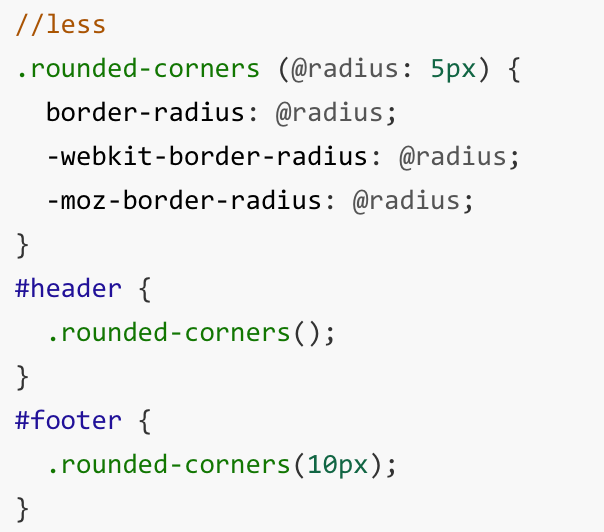 //less
.rounded-corners (@radius: 5px) {
  border-radius: @radius;
  -webkit-border-radius: @radius;
  -moz-border-radius: @radius;
}
#header {
  .rounded-corners();
}
#footer {
  .rounded-corners(10px);
}